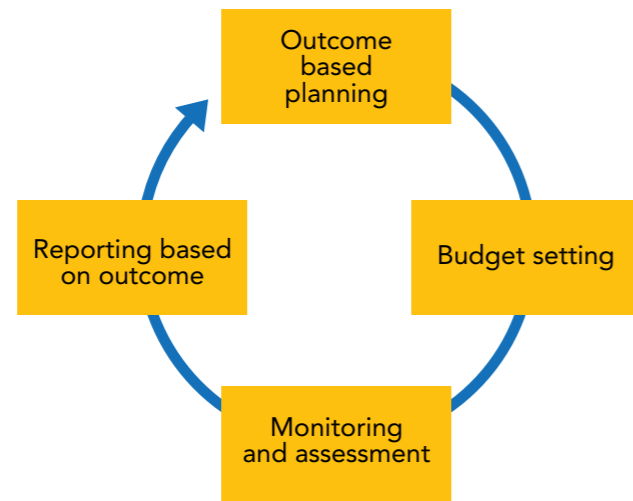 Outcome
based
planning
Budget setting
Monitoring
and assessment
Reporting based
on outcome